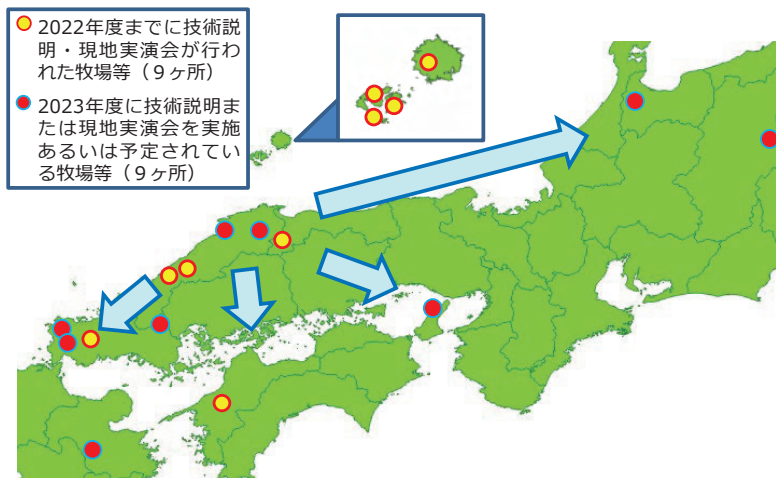 2022年度までに技術説
明・現地実演会が行わ
れた牧場等（９ヶ所）
2023年度に技術説明ま
たは現地実演会を実施
あるいは予定されてい
る牧場等（９ヶ所）